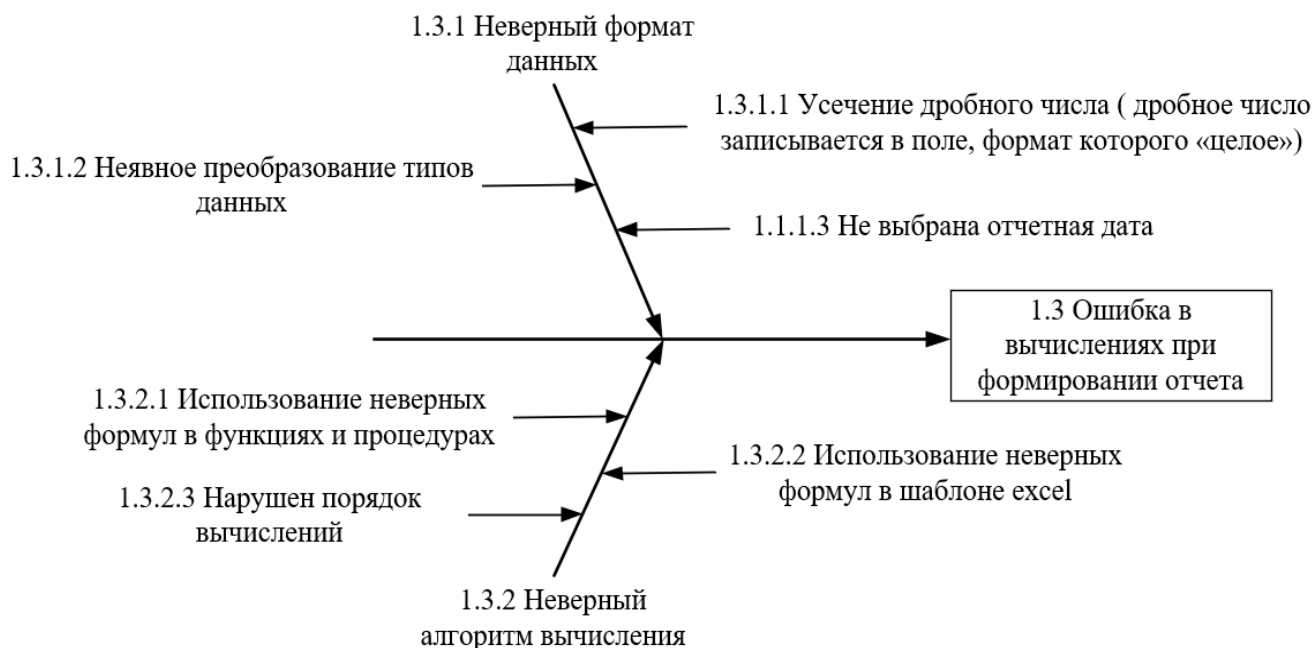 1.3.1 Неверный формат
данных
1.3.1.1 Усечение дробного числа ( дробное число
записывается в поле, формат которого «целое»)
1.3.1.2 Неявное преобразование типов
данных
1.1.1.3 Не выбрана отчетная дата
1.3 Ошибка в
вычислениях при
формировании отчета
1.3.2.1 Использование неверных
формул в функциях и процедурах
1.3.2.2 Использование неверных
формул в шаблоне excel
1.3.2.3 Нарушен порядок
вычислений
1.3.2 Неверный
алгоритм вычисления